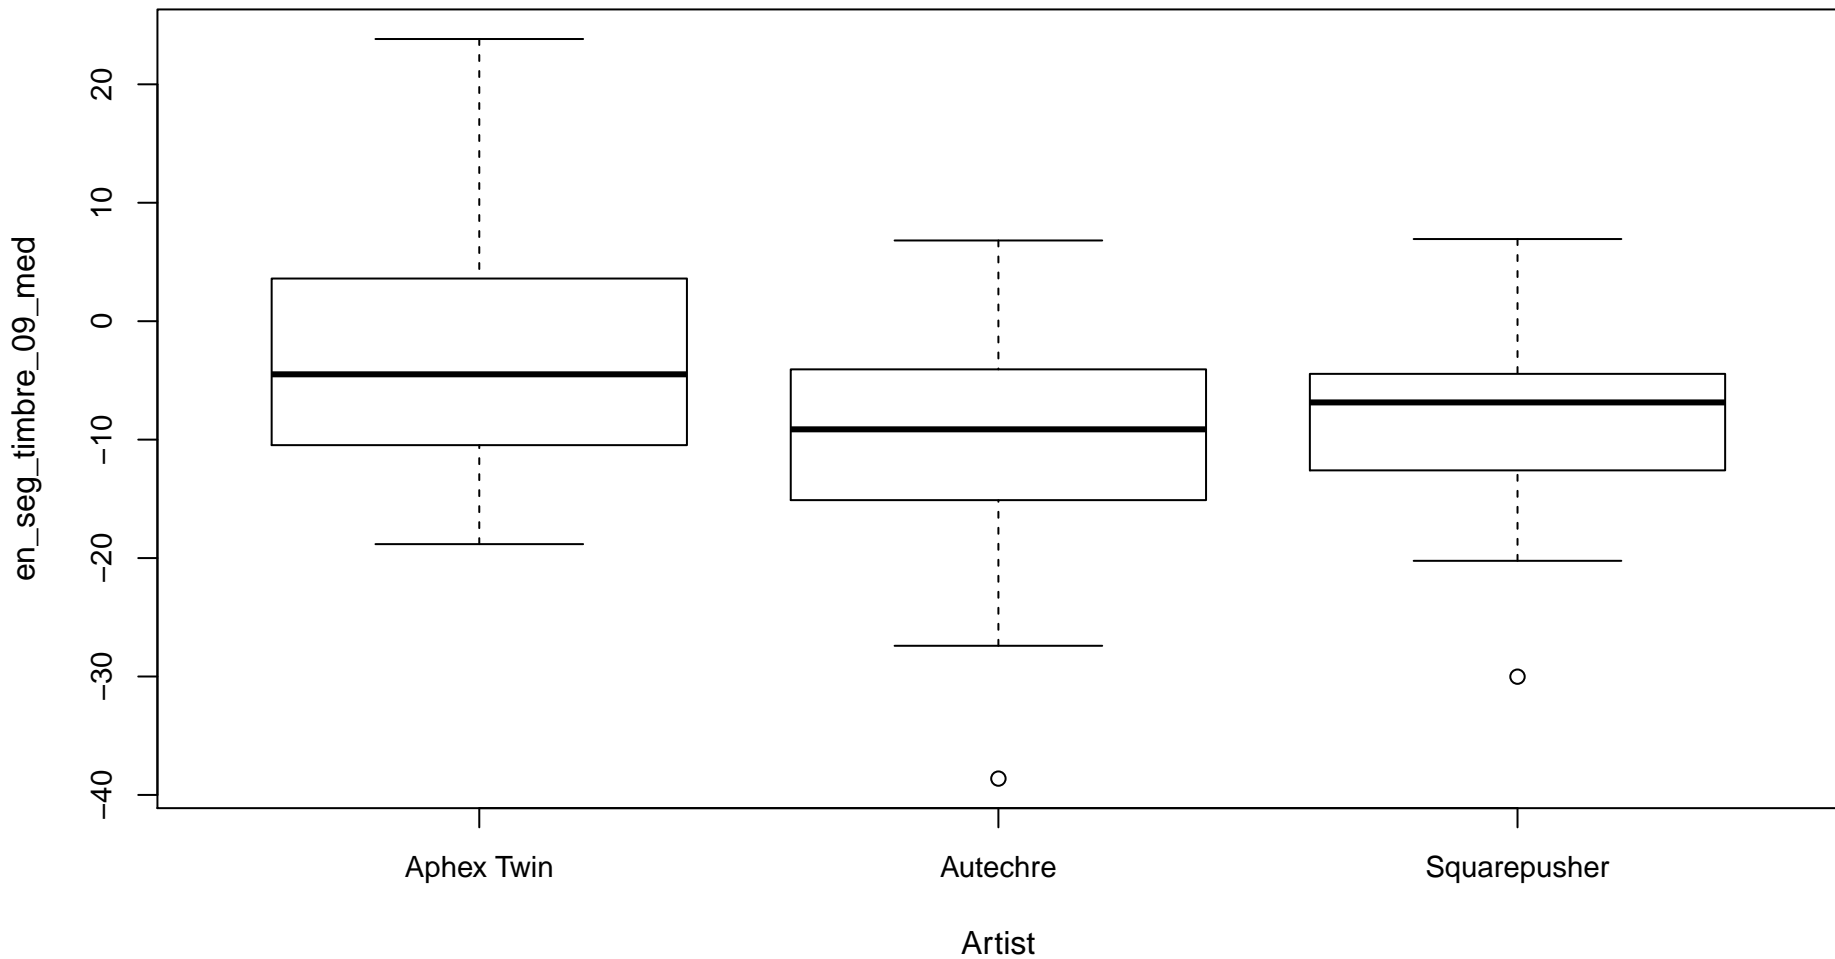 en_seg_timbre_09_med
20
10
0
−10
−20
−30
−40
Aphex Twin
Autechre
Squarepusher
Artist